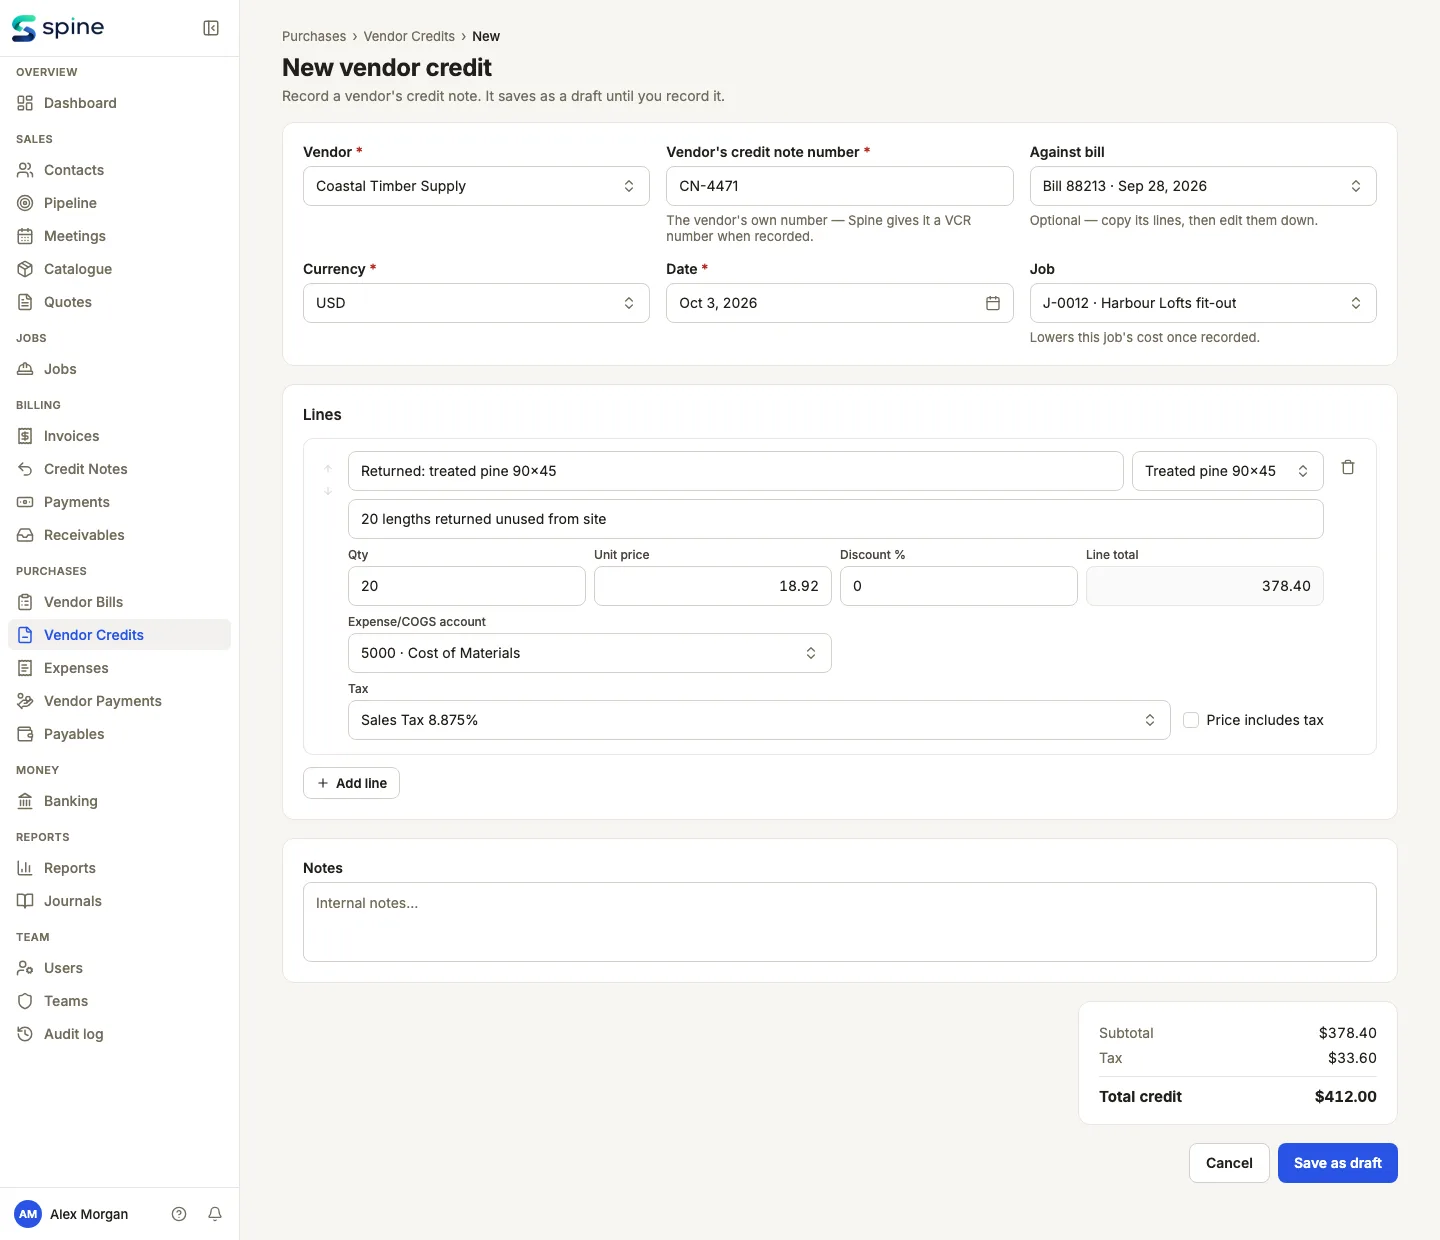 spine
OVERVIEW
Dashboard
SALES
Contacts
Pipeline
Meetings
Catalogue
Quotes
JOBS
Jobs
BILLING
Invoices
Credit Notes
Payments
Receivables
PURCHASES
Vendor Bills
Vendor Credits
Expenses
Vendor Payments
Payables
MONEY
Banking
REPORTS
Reports
Journals
TEAM
Users
Teams
Audit log
AM Alex Morgan
Purchases › Vendor Credits › New
New vendor credit
Record a vendor's credit note. It saves as a draft until you record it.
Vendor *
Coastal Timber Supply
Vendor's credit note number *
CN-4471
The vendor's own number — Spine gives it a VCR
number when recorded.
Against bill
Bill 88213 · Sep 28, 2026
Optional — copy its lines, then edit them down.
Currency *
USD
Date *
Oct 3, 2026
Job
J-0012 · Harbour Lofts fit-out
Lowers this job's cost once recorded.
Lines
Returned: treated pine 90×45
Treated pine 90×45
20 lengths returned unused from site
Qty
20
Unit price
18.92
Discount %
0
Line total
378.40
Expense/COGS account
5000 · Cost of Materials
Tax
Sales Tax 8.875%
Price includes tax
+ Add line
Notes
Internal notes...
Subtotal $378.40
Tax $33.60
Total credit $412.00
Cancel
Save as draft